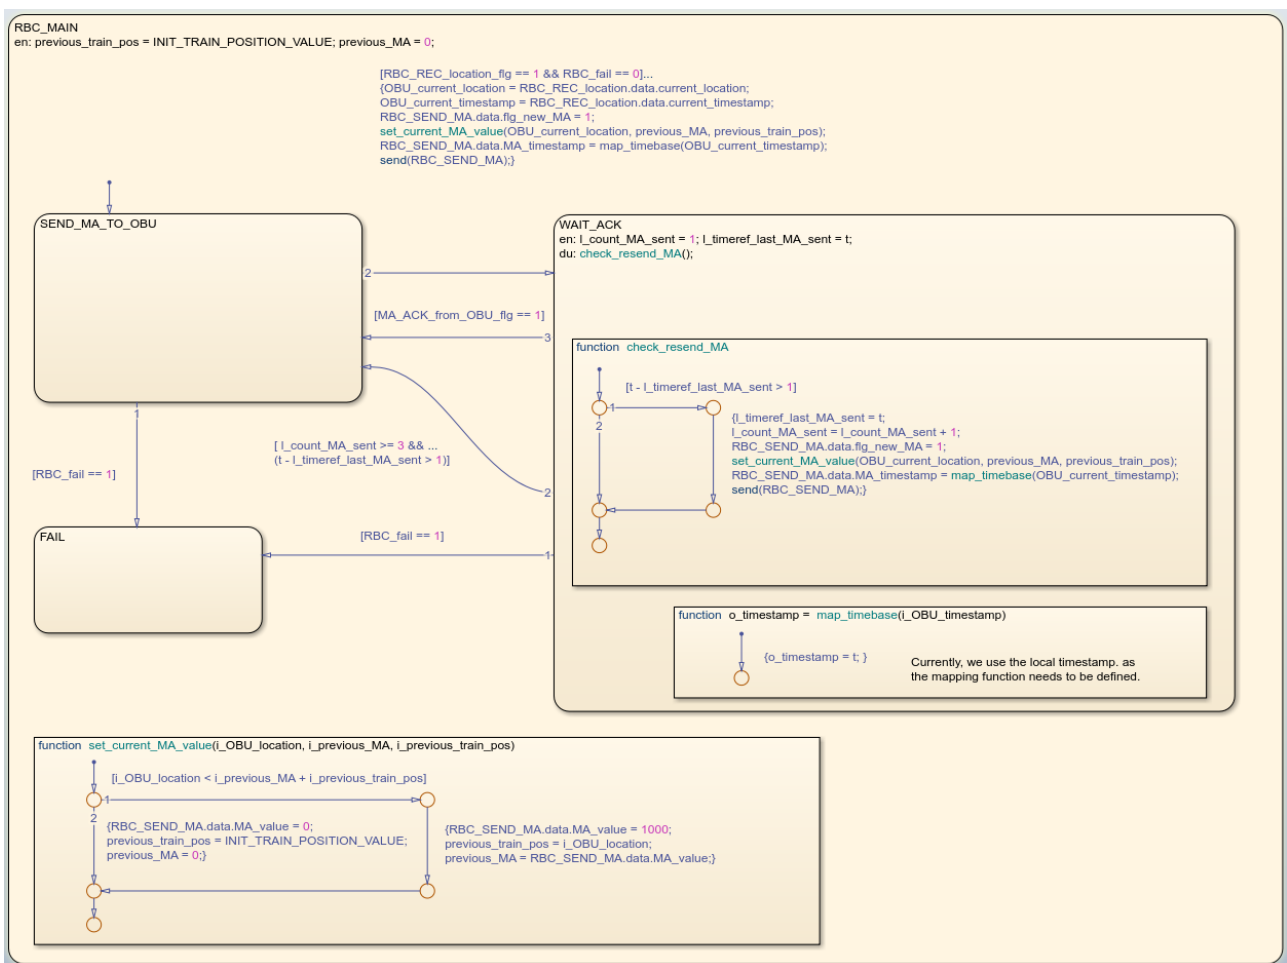 RBC_MAIN
en: previous_train_pos = INIT_TRAIN_POSITION_VALUE; previous_MA = 0;
[RBC_REC_location_flg == 1 && RBC_fail == 0]...
{OBU_current_location = RBC_REC_location.data.current_location;
OBU_current_timestamp = RBC_REC_location.data.current_timestamp;
RBC_SEND_MA.data.flg_new_MA = 1;
set_current_MA_value(OBU_current_location, previous_MA, previous_train_pos);
RBC_SEND_MA.data.MA_timestamp = map_timebase(OBU_current_timestamp);
send(RBC_SEND_MA);}
SEND_MA_TO_OBU
WAIT_ACK
en: l_count_MA_sent = 1; l_timeref_last_MA_sent = t;
du: check_resend_MA();
2
[MA_ACK_from_OBU_flg == 1]
3
function check_resend_MA
[t - l_timeref_last_MA_sent > 1]
1
2
{l_timeref_last_MA_sent = t;
l_count_MA_sent = l_count_MA_sent + 1;
RBC_SEND_MA.data.flg_new_MA = 1;
set_current_MA_value(OBU_current_location, previous_MA, previous_train_pos);
RBC_SEND_MA.data.MA_timestamp = map_timebase(OBU_current_timestamp);
send(RBC_SEND_MA);}
1
[ l_count_MA_sent >= 3 && ...
(t - l_timeref_last_MA_sent > 1)]
2
[RBC_fail == 1]
FAIL
[RBC_fail == 1]
1
function o_timestamp = map_timebase(i_OBU_timestamp)
{o_timestamp = t; }
Currently, we use the local timestamp. as
the mapping function needs to be defined.
function set_current_MA_value(i_OBU_location, i_previous_MA, i_previous_train_pos)
[i_OBU_location < i_previous_MA + i_previous_train_pos]
1
2
{RBC_SEND_MA.data.MA_value = 0;
previous_train_pos = INIT_TRAIN_POSITION_VALUE;
previous_MA = 0;}
{RBC_SEND_MA.data.MA_value = 1000;
previous_train_pos = i_OBU_location;
previous_MA = RBC_SEND_MA.data.MA_value;}